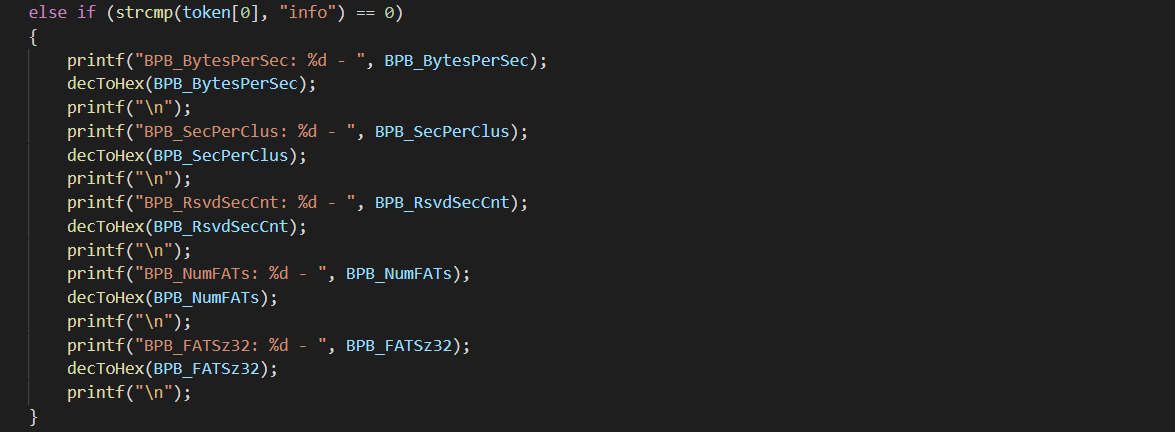 else if (strcmp(token[0], "info") == 0)
{
    printf("BPB_BytesPerSec: %d - ", BPB_BytesPerSec);
    decToHex(BPB_BytesPerSec);
    printf("\n");
    printf("BPB_SecPerClus: %d - ", BPB_SecPerClus);
    decToHex(BPB_SecPerClus);
    printf("\n");
    printf("BPB_RsvdSecCnt: %d - ", BPB_RsvdSecCnt);
    decToHex(BPB_RsvdSecCnt);
    printf("\n");
    printf("BPB_NumFATs: %d - ", BPB_NumFATs);
    decToHex(BPB_NumFATs);
    printf("\n");
    printf("BPB_FATSz32: %d - ", BPB_FATSz32);
    decToHex(BPB_FATSz32);
    printf("\n");
}